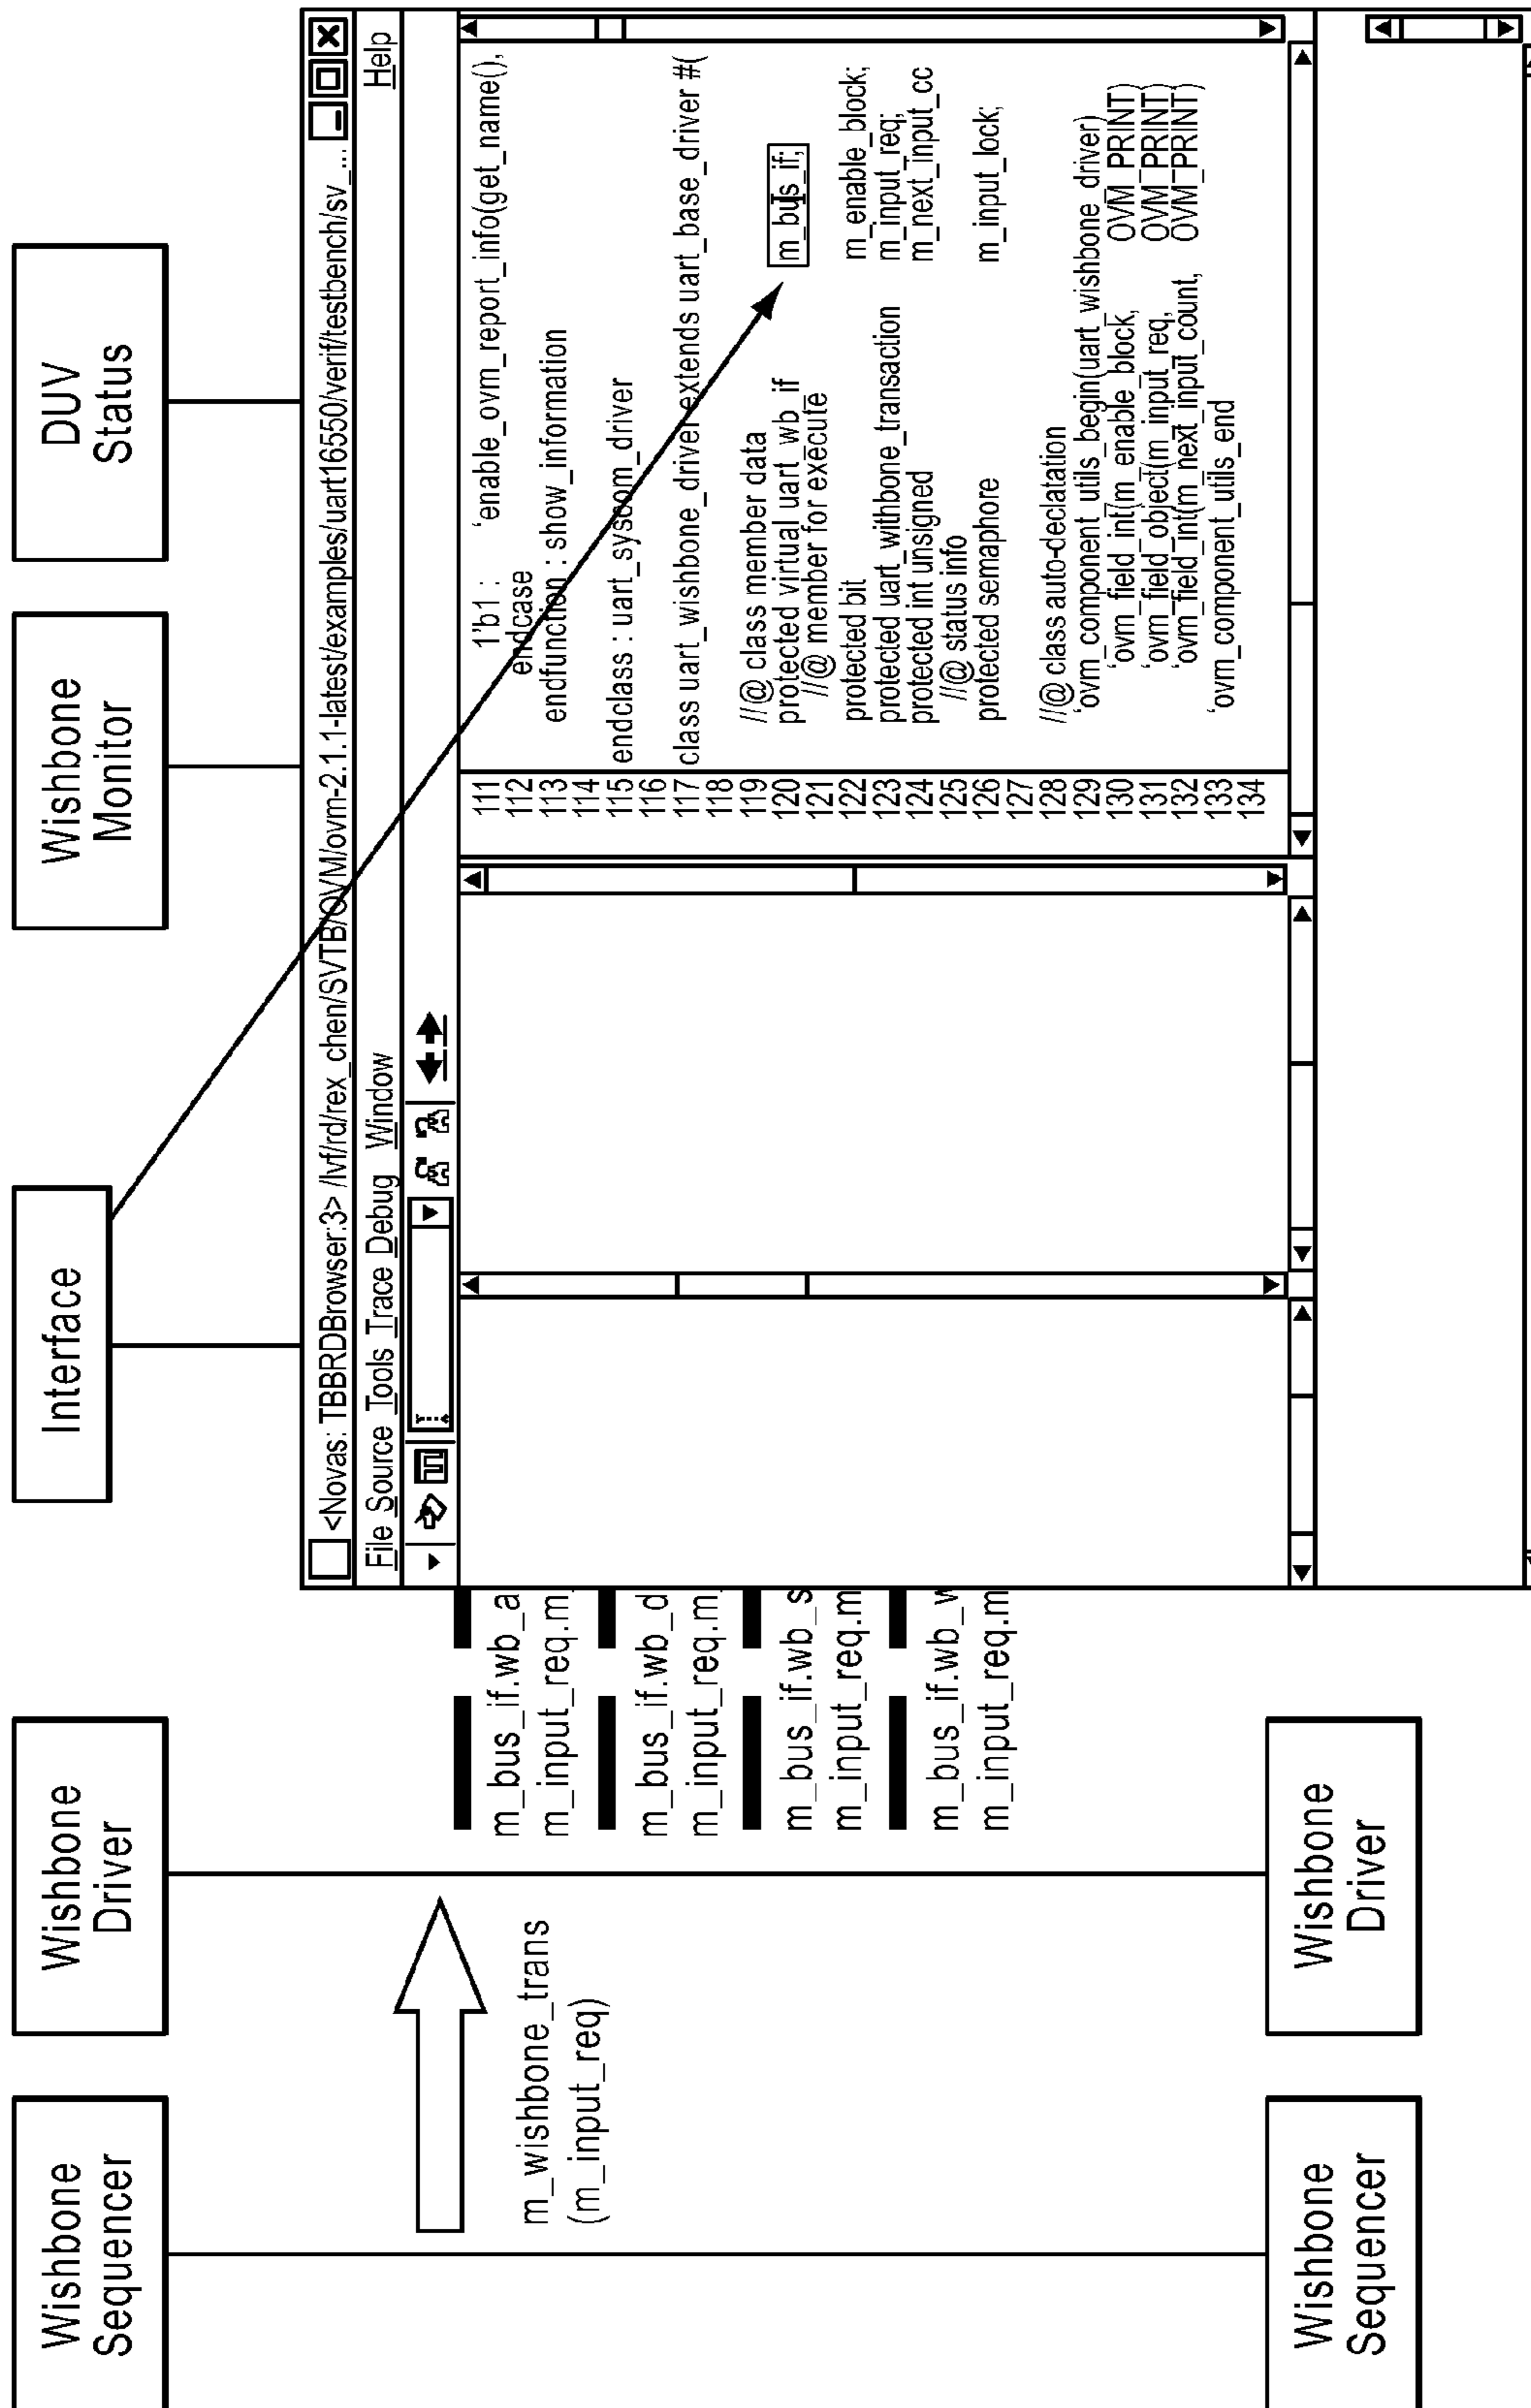 Wishbone
Sequencer
Wishbone
Driver
Interface
Wishbone
Monitor
DUV
Status
m_wishbone_trans
(m_input_req)
m_bus_if.wb_a
m_input_req.m
m_bus_if.wb_d
m_input_req.m
m_bus_if.wb_s
m_input_req.m
m_bus_if.wb_w
m_input_req.m
<Novas: TBBRDBrowser:3> /lvf/rd/rex_chen/SVTB/OVM/ovm-2.1.1-latest/examples/uart16550/verif/testbench/sv_...
File Source Tools Trace Debug Window Help
111 1'b1 : 'enable_ovm_report_info(get_name(),
112 endcase
113 endfunction : show_information
114
115 endclass : uart_syscom_driver
116
117 class uart_wishbone_driver extends uart_base_driver #(
118
119 //@ class member data
120 protected virtual uart_wb_if m_bus_if;
121 //@ member for execute
122 protected bit m_enable_block;
123 protected uart_withbone_transaction m_input_req;
124 protected int unsigned m_next_input_cc
125 //@ status info
126 protected semaphore m_input_lock;
127
128 //@ class auto-declatation
129 'ovm_component_utils_begin(uart_wishbone_driver)
130 'ovm_field_int(m_enable_block, OVM_PRINT)
131 'ovm_field_object(m_input_req, OVM_PRINT)
132 'ovm_field_int(m_next_input_count, OVM_PRINT)
133 'ovm_component_utils_end
134
Wishbone
Sequencer
Wishbone
Driver